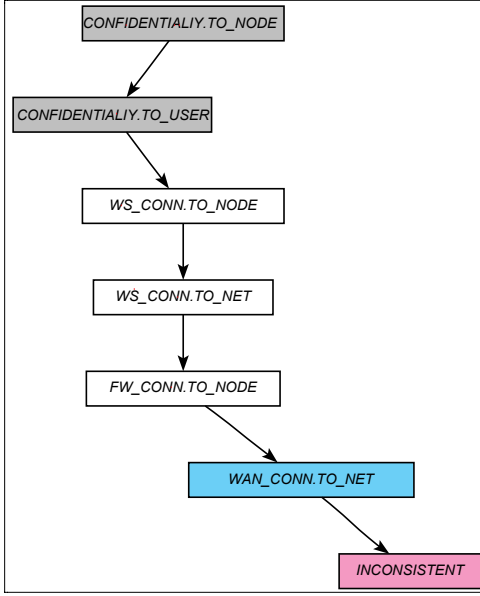 CONFIDENTIALIY.TO_NODE
CONFIDENTIALIY.TO_USER
WS_CONN.TO_NODE
WS_CONN.TO_NET
FW_CONN.TO_NODE
WAN_CONN.TO_NET
INCONSISTENT